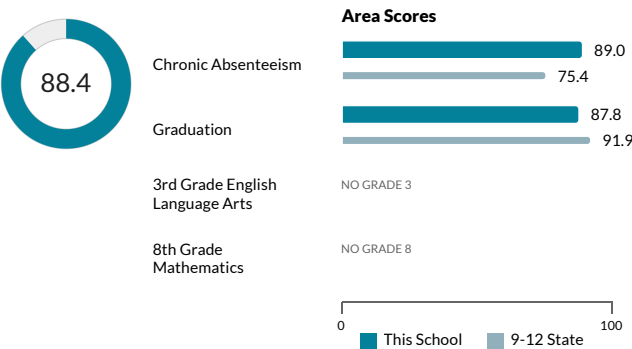 Area Scores
88.4
Chronic Absenteeism
89.0
75.4
Graduation
87.8
91.9
3rd Grade English
Language Arts
NO GRADE 3
8th Grade
Mathematics
NO GRADE 8
0
100
This School
9-12 State